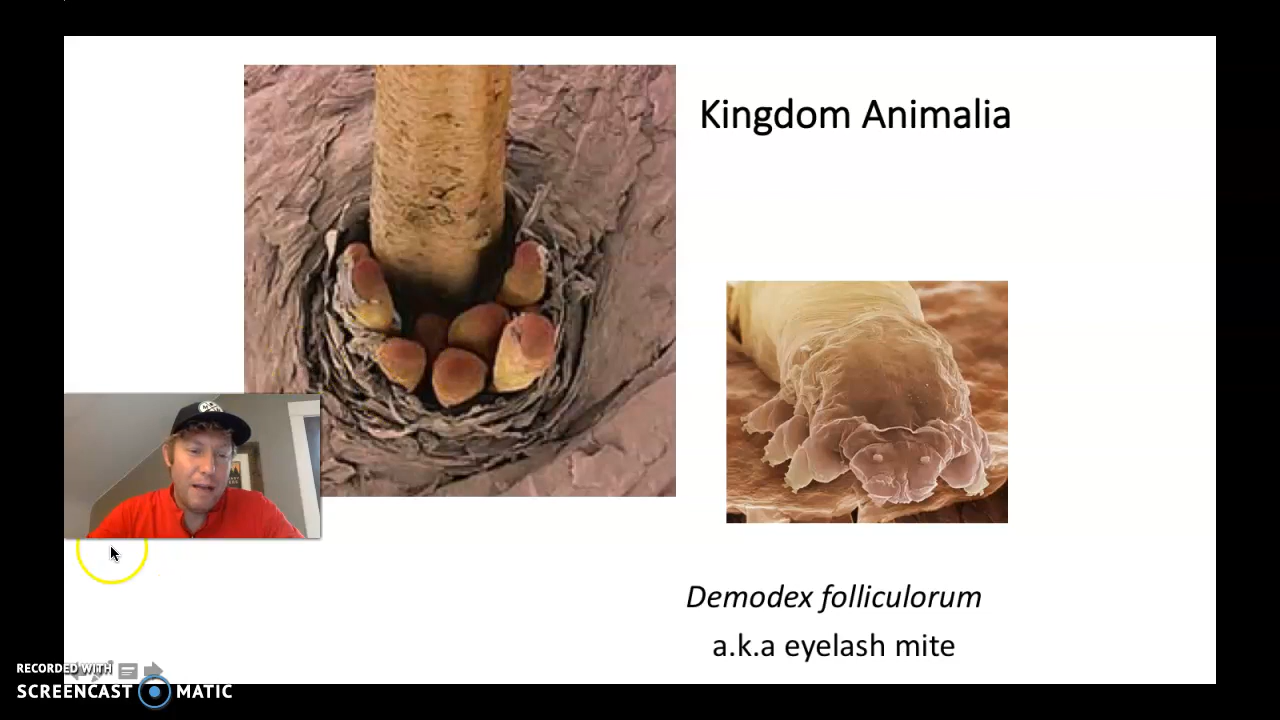 Kingdom Animalia
Demodex folliculorum
a.k.a eyelash mite
RECORDED WITH
SCREENCAST MATIC